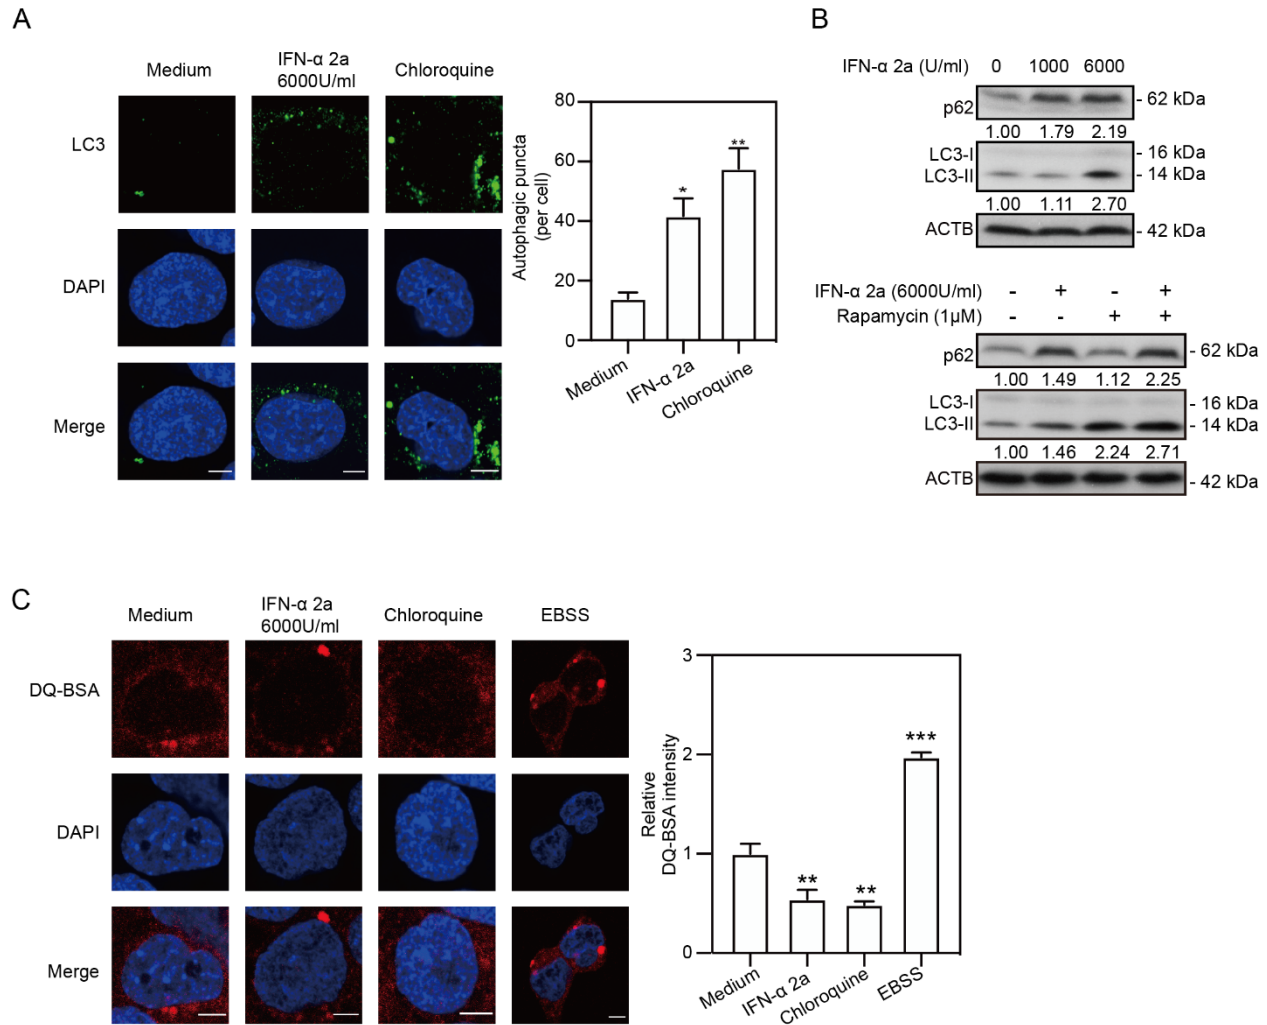 A
Medium
IFN-α 2a
6000U/ml
Chloroquine
LC3
DAPI
Merge
Autophagic puncta
(per cell)
80
60
40
20
0
*
**
Medium
IFN-α 2a
Chloroquine
B
IFN-α 2a (U/ml) 0 1000 6000
p62 - 62 kDa
1.00 1.79 2.19
LC3-I - 16 kDa
LC3-II - 14 kDa
1.00 1.11 2.70
ACTB - 42 kDa
IFN-α 2a (6000U/ml) - + - +
Rapamycin (1µM) - - + +
p62 - 62 kDa
1.00 1.49 1.12 2.25
LC3-I - 16 kDa
LC3-II - 14 kDa
1.00 1.46 2.24 2.71
ACTB - 42 kDa
C
Medium
IFN-α 2a
6000U/ml
Chloroquine
EBSS
DQ-BSA
DAPI
Merge
Relative
DQ-BSA intensity
3
2
1
0
**
**
***
Medium
IFN-α 2a
Chloroquine
EBSS